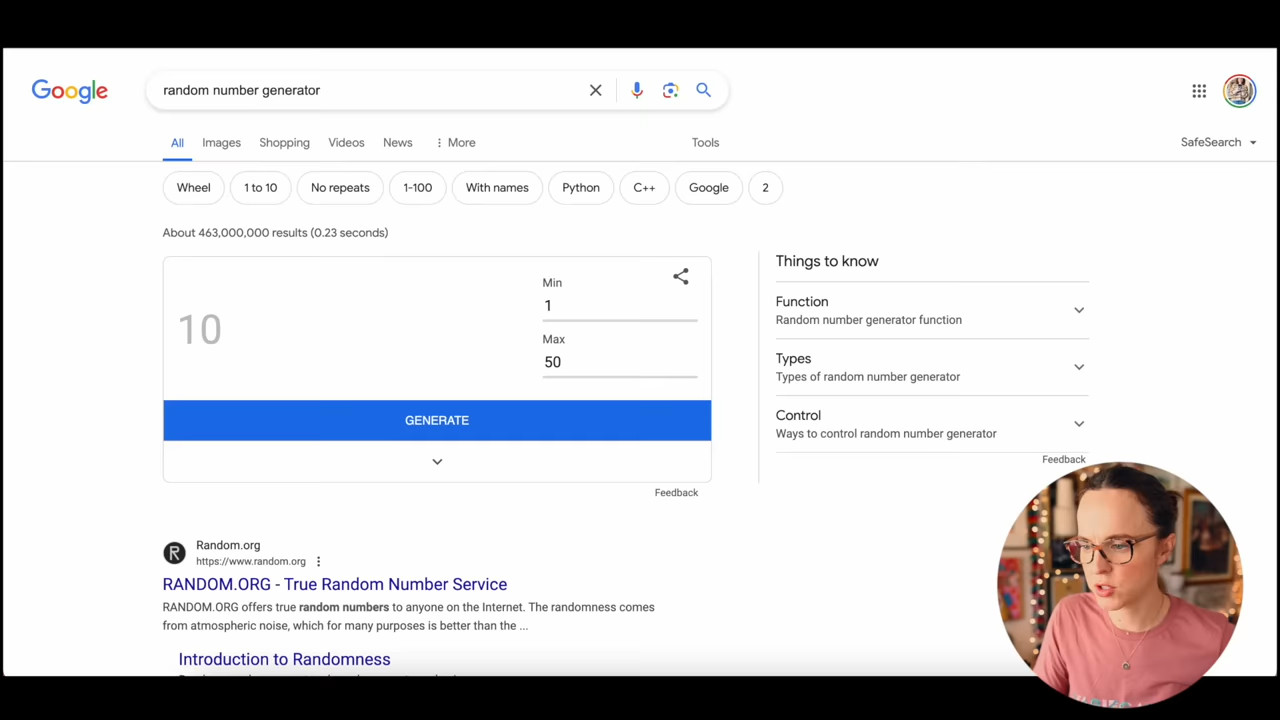 Google
random number generator
All Images Shopping Videos News More Tools SafeSearch
Wheel 1 to 10 No repeats 1-100 With names Python C++ Google 2
About 463,000,000 results (0.23 seconds)
10
Min
1
Max
50
GENERATE
Feedback
Things to know
Function
Random number generator function
Types
Types of random number generator
Control
Ways to control random number generator
Feedback
R
Random.org
https://www.random.org
RANDOM.ORG - True Random Number Service
RANDOM.ORG offers true random numbers to anyone on the Internet. The randomness comes
from atmospheric noise, which for many purposes is better than the ...
Introduction to Randomness